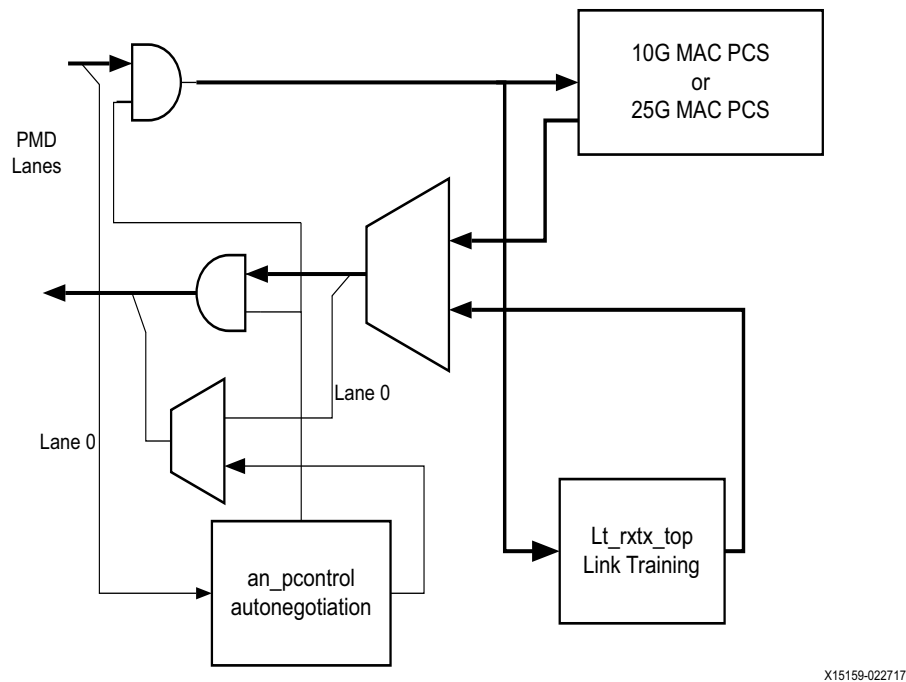 10G MAC PCS
or
25G MAC PCS
PMD
Lanes
Lane 0
Lane 0
Lt_rxtx_top
Link Training
an_pcontrol
autonegotiation
X15159-022717